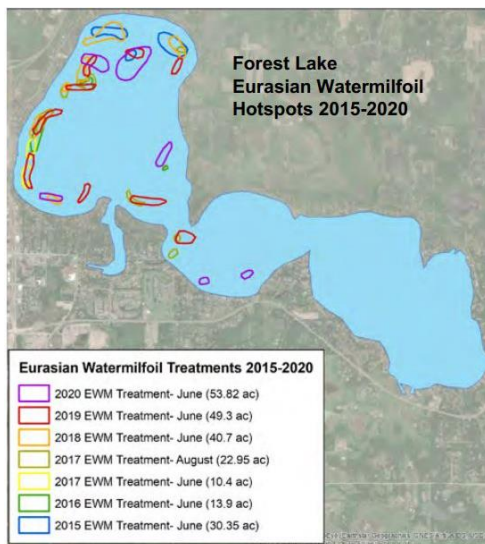 Forest Lake
Eurasian Watermilfoil
Hotspots 2015-2020
Eurasian Watermilfoil Treatments 2015-2020
2020 EWM Treatment- June (53.82 ac)
2019 EWM Treatment- June (49.3 ac)
2018 EWM Treatment- June (40.7 ac)
2017 EWM Treatment- August (22.95 ac)
2017 EWM Treatment- June (10.4 ac)
2016 EWM Treatment- June (13.9 ac)
2015 EWM Treatment- June (30.35 ac)